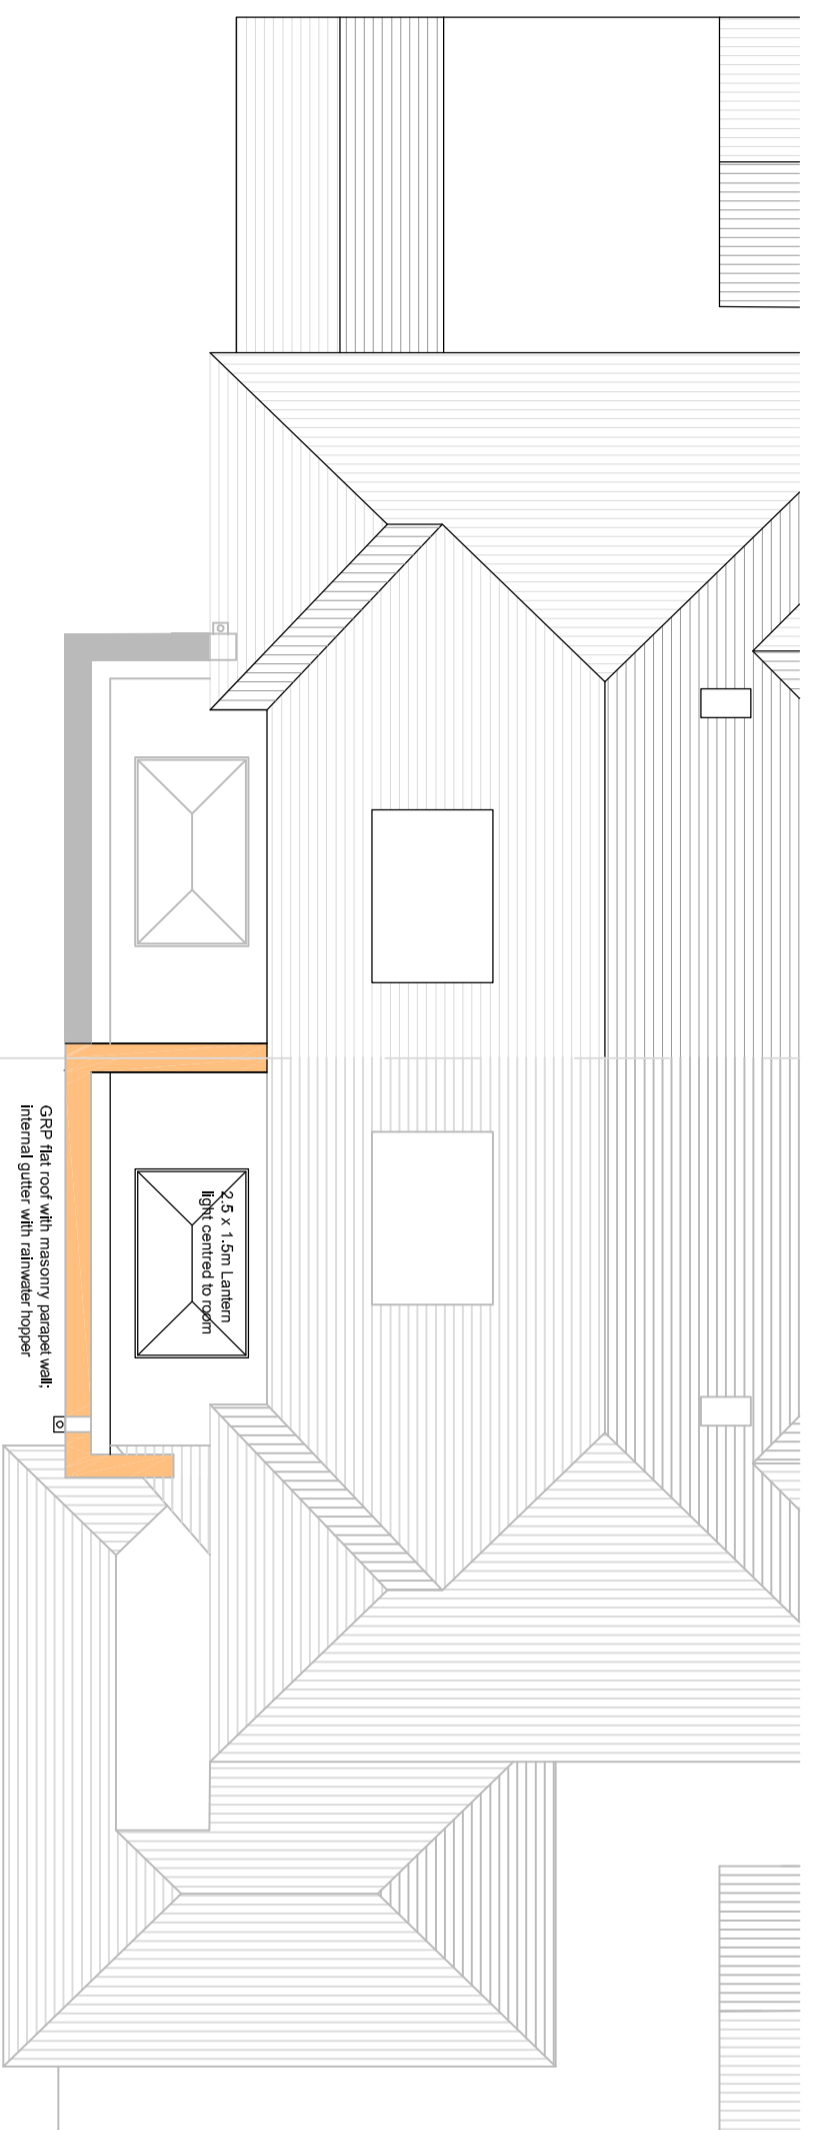 2.5 x 1.5m Lantern
light centred to room
GRP flat roof with masonry parapet wall;
internal gutter with rainwater hopper